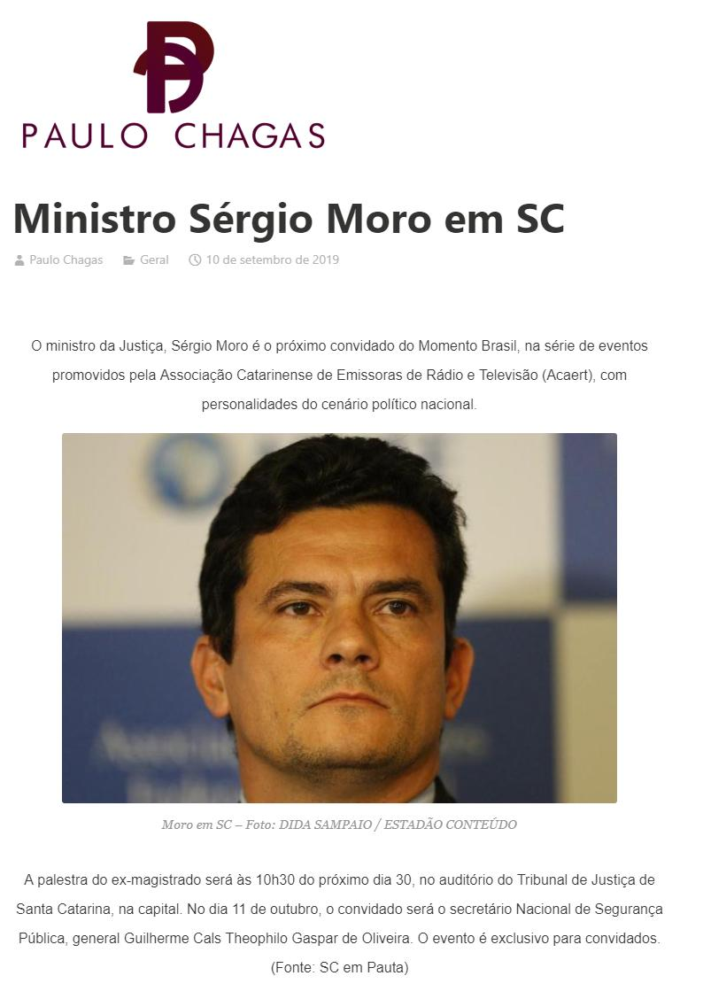 PAULO CHAGAS
Ministro Sérgio Moro em SC
Paulo Chagas Geral 10 de setembro de 2019
O ministro da Justiça, Sérgio Moro é o próximo convidado do Momento Brasil, na série de eventos
promovidos pela Associação Catarinense de Emissoras de Rádio e Televisão (Acaert), com
personalidades do cenário político nacional.
Moro em SC – Foto: DIDA SAMPAIO / ESTADÃO CONTEÚDO
A palestra do ex-magistrado será às 10h30 do próximo dia 30, no auditório do Tribunal de Justiça de
Santa Catarina, na capital. No dia 11 de outubro, o convidado será o secretário Nacional de Segurança
Pública, general Guilherme Cals Theophilo Gaspar de Oliveira. O evento é exclusivo para convidados.
(Fonte: SC em Pauta)